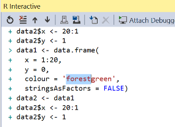 R Interactive
Attach Debugg
+ data2$x <- 20:1
+ data2$y <- 1
> data1 <- data.frame(
+ x = 1:20,
+ y = 0,
+ colour = 'forestgreen',
+ stringsAsFactors = FALSE)
+ data2 <- data1
+ data2$x <- 20:1
+ data2$y <- 1